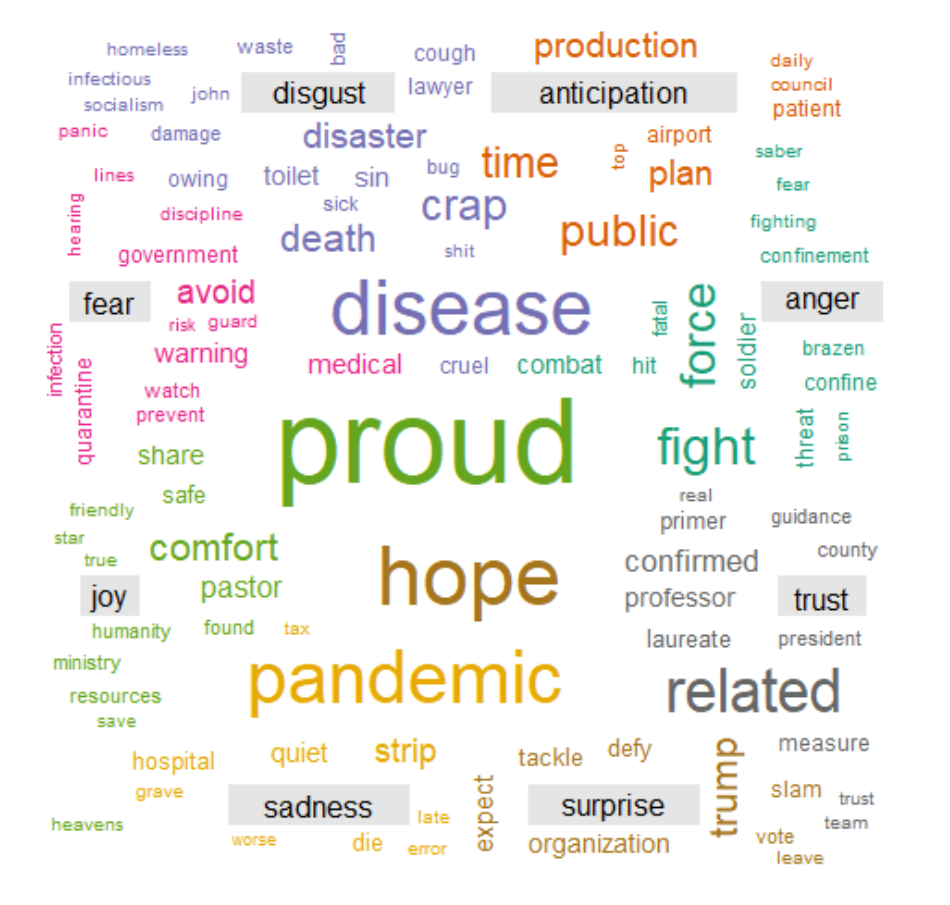 homeless waste bad cough production
daily
infectious disgust lawyer anticipation council
socialism john patient
panic damage disaster bug time top airport
saber
lines owing toilet sin plan fear
hearing discipline sick crap public fighting
government death shit confinement
fear avoid disease fatal force anger
risk guard soldier
infection warning medical cruel combat hit brazen
quarantine watch confine
prevent proud threat prison
share fight
safe real
friendly primer guidance
star comfort confirmed county
true
joy pastor hope professor trust
humanity found tax laureate president
ministry
resources pandemic related
save
hospital quiet strip tackle defy trump measure
grave sadness expect surprise slam trust
heavens late team
worse die error organization vote
leave